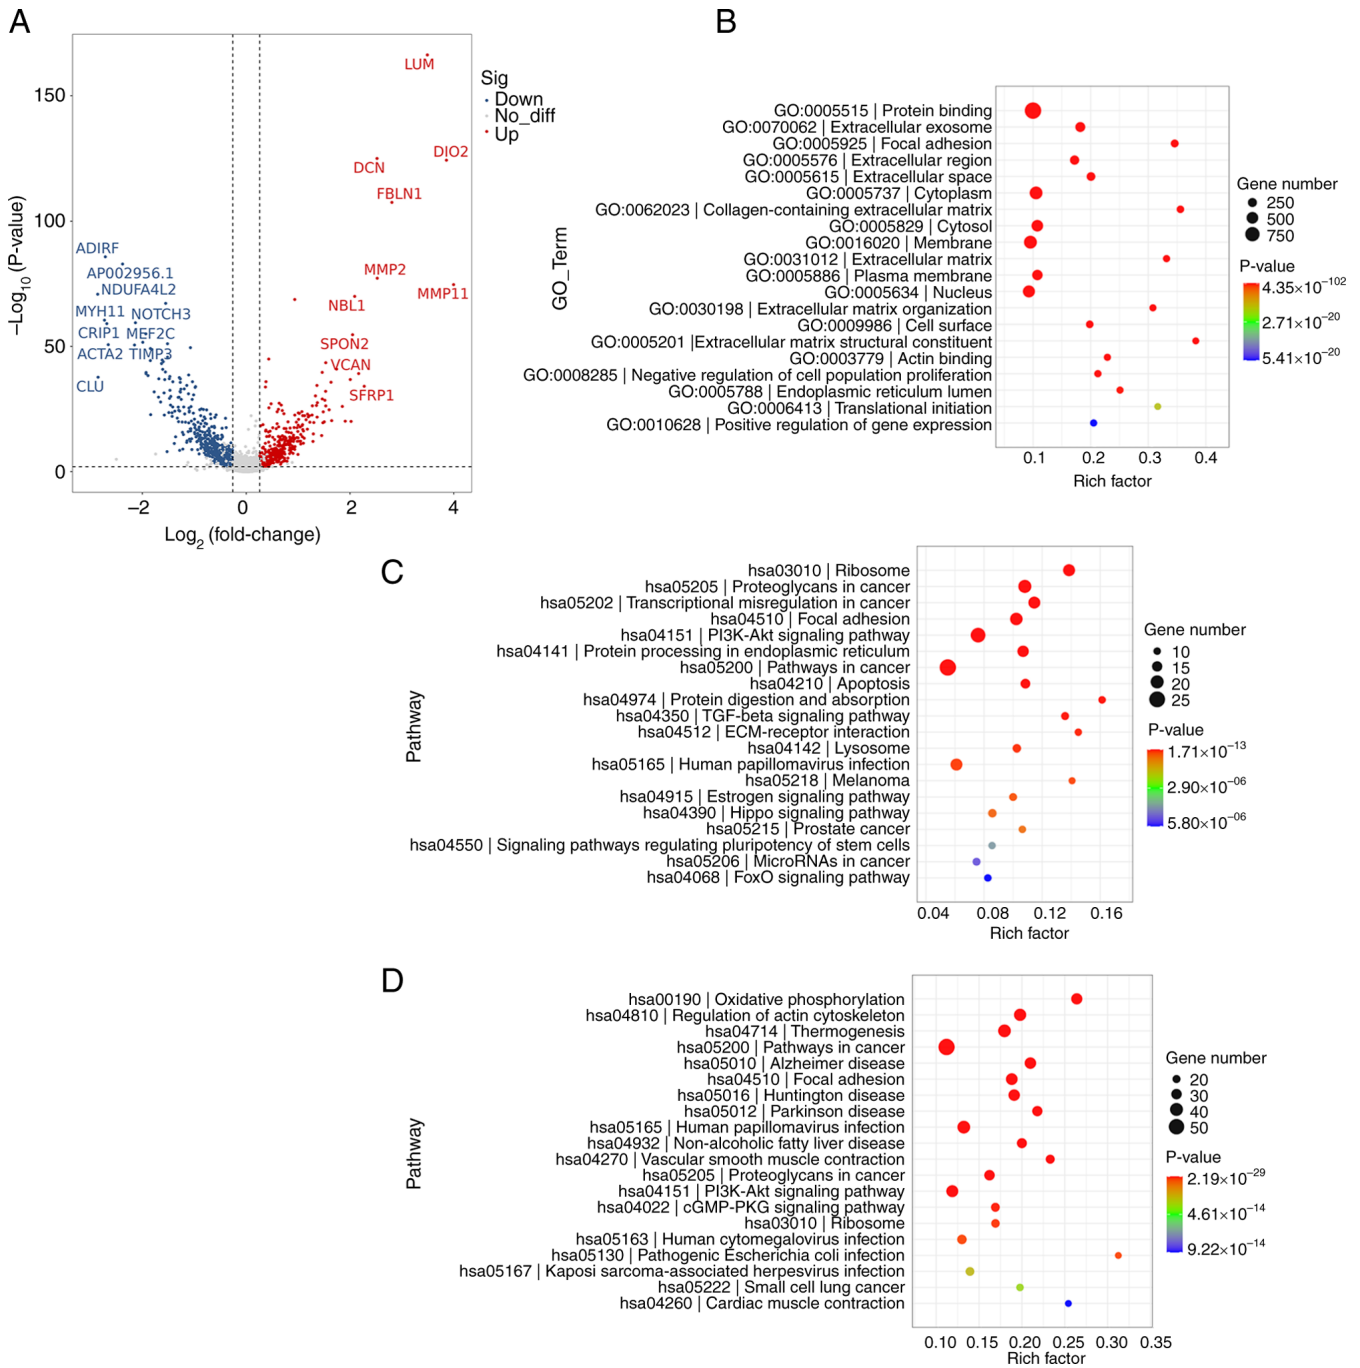 A
−Log10 (P-value)
150
100
50
0
−2
0
2
4
Log2 (fold-change)
LUM
DIO2
DCN
FBLN1
MMP2
MMP11
NBL1
SPON2
VCAN
SFRP1
ADIRF
AP002956.1
NDUFA4L2
MYH11 NOTCH3
CRIP1 MEF2C
ACTA2 TIMP3
CLU
Sig
Down
No_diff
Up
B
GO_Term
GO:0005515 | Protein binding
GO:0070062 | Extracellular exosome
GO:0005925 | Focal adhesion
GO:0005576 | Extracellular region
GO:0005615 | Extracellular space
GO:0005737 | Cytoplasm
GO:0062023 | Collagen-containing extracellular matrix
GO:0005829 | Cytosol
GO:0016020 | Membrane
GO:0031012 | Extracellular matrix
GO:0005886 | Plasma membrane
GO:0005634 | Nucleus
GO:0030198 | Extracellular matrix organization
GO:0009986 | Cell surface
GO:0005201 |Extracellular matrix structural constituent
GO:0003779 | Actin binding
GO:0008285 | Negative regulation of cell population proliferation
GO:0005788 | Endoplasmic reticulum lumen
GO:0006413 | Translational initiation
GO:0010628 | Positive regulation of gene expression
0.1 0.2 0.3 0.4
Rich factor
Gene number
250
500
750
P-value
4.35×10−102
2.71×10−20
5.41×10−20
C
Pathway
hsa03010 | Ribosome
hsa05205 | Proteoglycans in cancer
hsa05202 | Transcriptional misregulation in cancer
hsa04510 | Focal adhesion
hsa04151 | PI3K-Akt signaling pathway
hsa04141 | Protein processing in endoplasmic reticulum
hsa05200 | Pathways in cancer
hsa04210 | Apoptosis
hsa04974 | Protein digestion and absorption
hsa04350 | TGF-beta signaling pathway
hsa04512 | ECM-receptor interaction
hsa04142 | Lysosome
hsa05165 | Human papillomavirus infection
hsa05218 | Melanoma
hsa04915 | Estrogen signaling pathway
hsa04390 | Hippo signaling pathway
hsa05215 | Prostate cancer
hsa04550 | Signaling pathways regulating pluripotency of stem cells
hsa05206 | MicroRNAs in cancer
hsa04068 | FoxO signaling pathway
0.04 0.08 0.12 0.16
Rich factor
Gene number
10
15
20
25
P-value
1.71×10−13
2.90×10−06
5.80×10−06
D
Pathway
hsa00190 | Oxidative phosphorylation
hsa04810 | Regulation of actin cytoskeleton
hsa04714 | Thermogenesis
hsa05200 | Pathways in cancer
hsa05010 | Alzheimer disease
hsa04510 | Focal adhesion
hsa05016 | Huntington disease
hsa05012 | Parkinson disease
hsa05165 | Human papillomavirus infection
hsa04932 | Non-alcoholic fatty liver disease
hsa04270 | Vascular smooth muscle contraction
hsa05205 | Proteoglycans in cancer
hsa04151 | PI3K-Akt signaling pathway
hsa04022 | cGMP-PKG signaling pathway
hsa03010 | Ribosome
hsa05163 | Human cytomegalovirus infection
hsa05130 | Pathogenic Escherichia coli infection
hsa05167 | Kaposi sarcoma-associated herpesvirus infection
hsa05222 | Small cell lung cancer
hsa04260 | Cardiac muscle contraction
0.10 0.15 0.20 0.25 0.30 0.35
Rich factor
Gene number
20
30
40
50
P-value
2.19×10−29
4.61×10−14
9.22×10−14